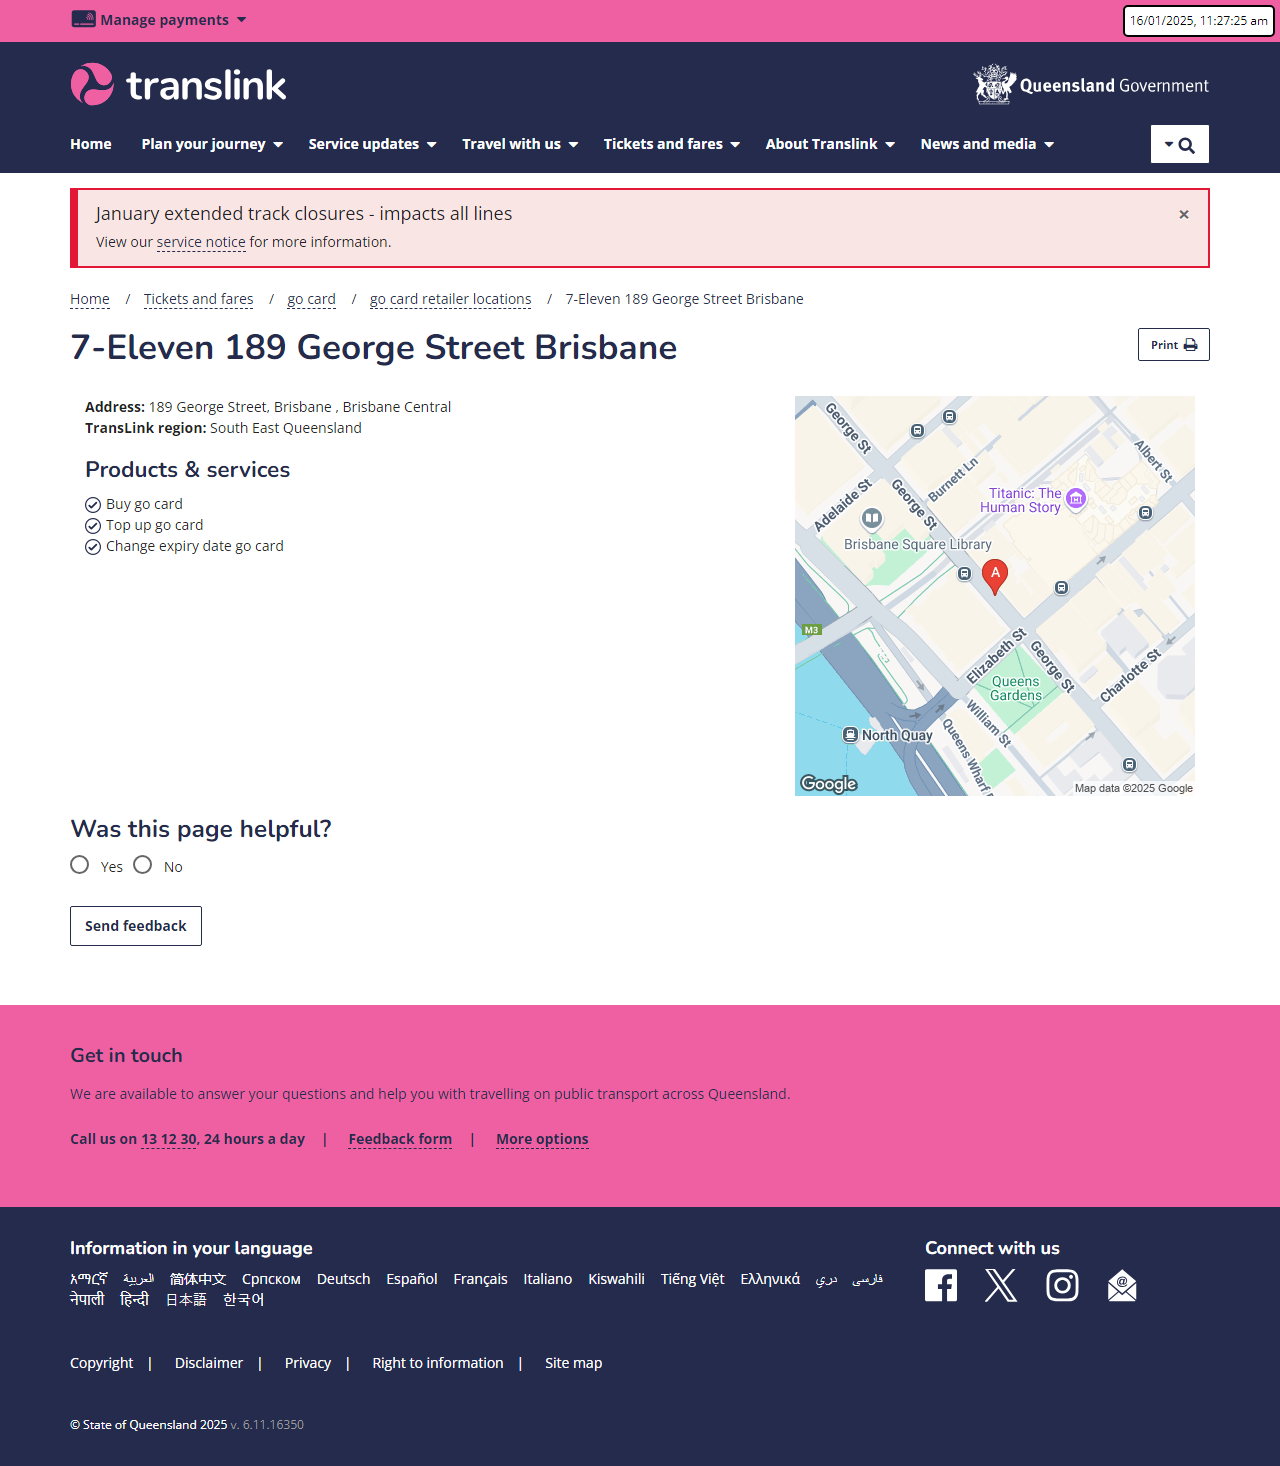 Manage payments
16/01/2025, 11:27:25 am
translink
Queensland Government
Home Plan your journey Service updates Travel with us Tickets and fares About Translink News and media
January extended track closures - impacts all lines ×
View our service notice for more information.
Home / Tickets and fares / go card / go card retailer locations / 7-Eleven 189 George Street Brisbane
7-Eleven 189 George Street Brisbane
Print
Address: 189 George Street, Brisbane , Brisbane Central
TransLink region: South East Queensland
Products & services
Buy go card
Top up go card
Change expiry date go card
George St
Albert St
Burnett Ln
Adelaide St
George St
Titanic: The
Human Story
Brisbane Square Library
A
M3
Elizabeth St
George St
Charlotte St
Queens
Gardens
William St
North Quay
Queens Wharf
Google
Map data ©2025 Google
Was this page helpful?
Yes No
Send feedback
Get in touch
We are available to answer your questions and help you with travelling on public transport across Queensland.
Call us on 13 12 30, 24 hours a day | Feedback form | More options
Information in your language
Connect with us
አማርኛ العربية 简体中文 Српском Deutsch Español Français Italiano Kiswahili Tiếng Việt Ελληνικά دري فارسی
नेपाली हिन्दी 日本語 한국어
Copyright | Disclaimer | Privacy | Right to information | Site map
© State of Queensland 2025 v. 6.11.16350